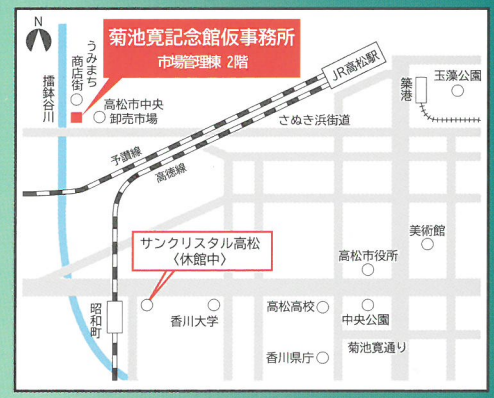 N
菊池寛記念館仮事務所
市場管理棟 2階
うみまち
商店街
摺鉢谷川
高松市中央
卸売市場
JR高松駅
築港
玉藻公園
さぬき浜街道
予讃線
高徳線
サンクリスタル高松
〈休館中〉
美術館
高松市役所
昭和町
香川大学
高松高校
中央公園
菊池寛通り
香川県庁